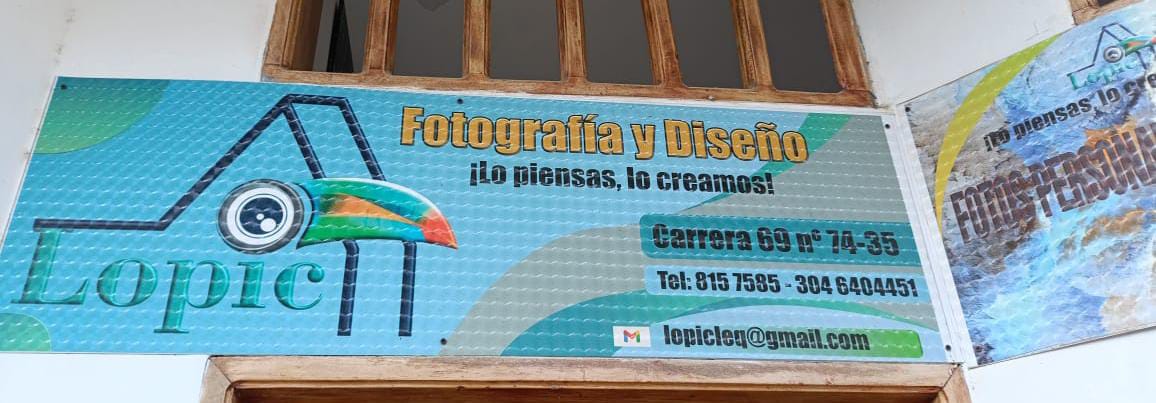 Fotografía y Diseño
¡Lo piensas, lo creamos!
Lopic
Carrera 69 nº 74-35
Tel: 815 7585 - 304 6404451
lopicleq@gmail.com
Lopic
¡Lo piensas, lo
FOTOS